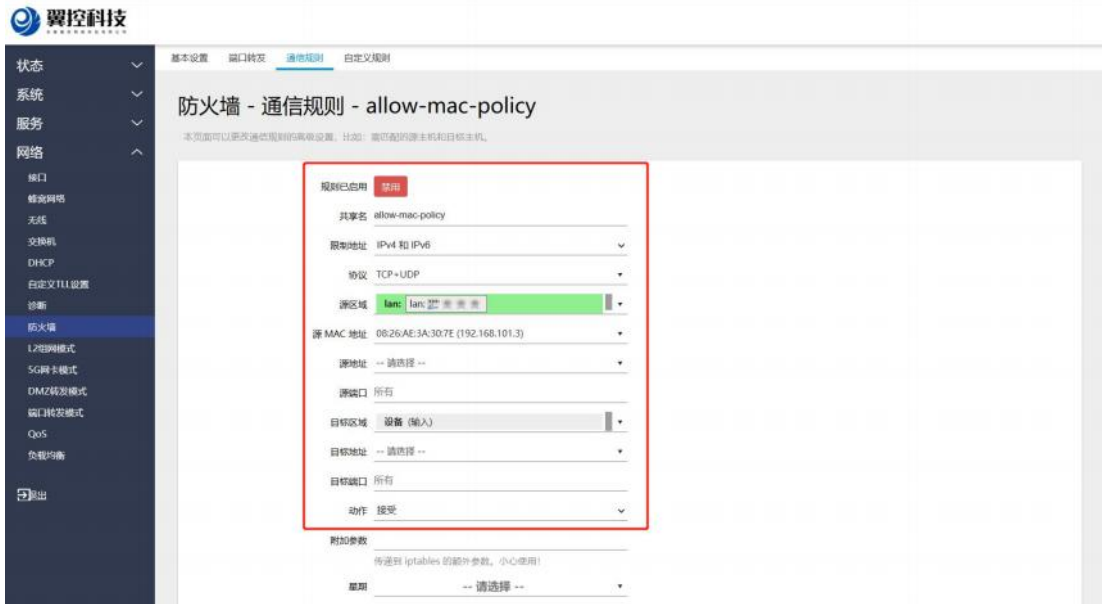 翼控科技
状态
系统
服务
网络
接口
蜂窝网络
无线
交换机
DHCP
自定义TLL设置
诊断
防火墙
L2组网模式
5G网卡模式
DMZ转发模式
端口转发模式
QoS
负载均衡
退出
基本设置 端口转发 通信规则 自定义规则
防火墙 - 通信规则 - allow-mac-policy
本页面可以更改通信规则的高级设置，比如：需匹配的源主机和目标主机。
规则已启用 禁用
共享名 allow-mac-policy
限制地址 IPv4 和 IPv6
协议 TCP+UDP
源区域 lan: lan:
源 MAC 地址 08:26:AE:3A:30:7E (192.168.101.3)
源地址 -- 请选择 --
源端口 所有
目标区域 设备 (输入)
目标地址 -- 请选择 --
目标端口 所有
动作 接受
附加参数
传递到 iptables 的额外参数。小心使用！
星期 -- 请选择 --